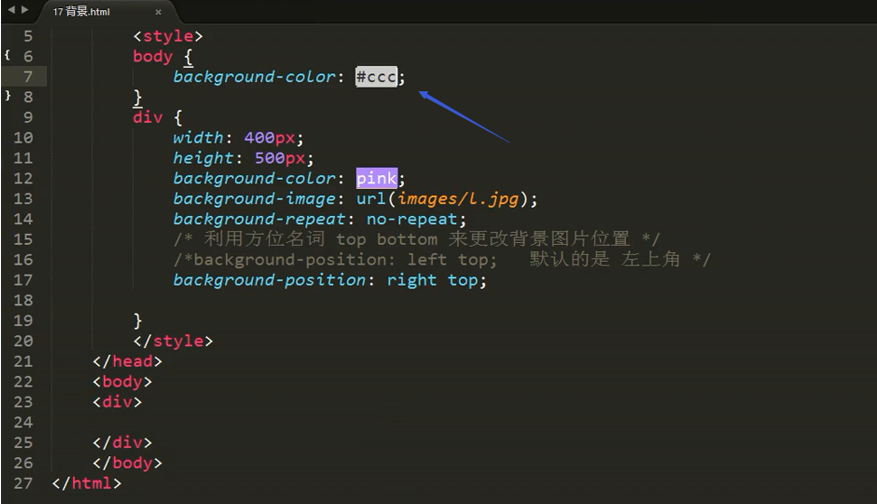 17 背景.html ×
5 <style>
{ 6 body {
7 background-color: #ccc;
} 8 }
9 div {
10 width: 400px;
11 height: 500px;
12 background-color: pink;
13 background-image: url(images/l.jpg);
14 background-repeat: no-repeat;
15 /* 利用方位名词 top bottom 来更改背景图片位置 */
16 /*background-position: left top; 默认的是 左上角 */
17 background-position: right top;
18
19 }
20 </style>
21 </head>
22 <body>
23 <div>
24
25 </div>
26 </body>
27 </html>